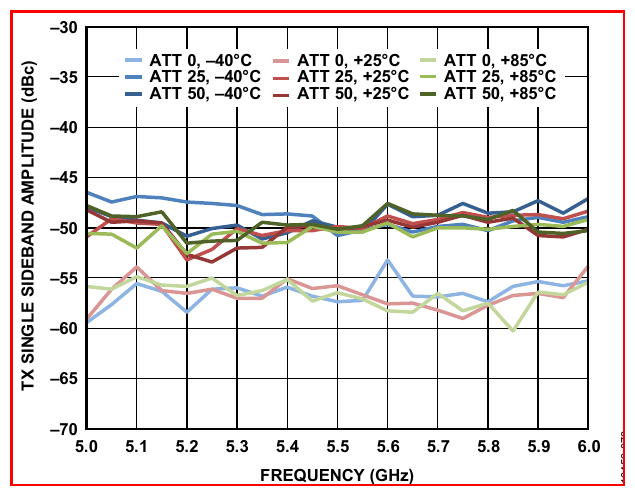 –30
–35
–40
–45
–50
–55
–60
–65
–70
TX SINGLE SIDEBAND AMPLITUDE (dBc)
ATT 0, –40°C ATT 0, +25°C ATT 0, +85°C
ATT 25, –40°C ATT 25, +25°C ATT 25, +85°C
ATT 50, –40°C ATT 50, +25°C ATT 50, +85°C
5.0 5.1 5.2 5.3 5.4 5.5 5.6 5.7 5.8 5.9 6.0
FREQUENCY (GHz)